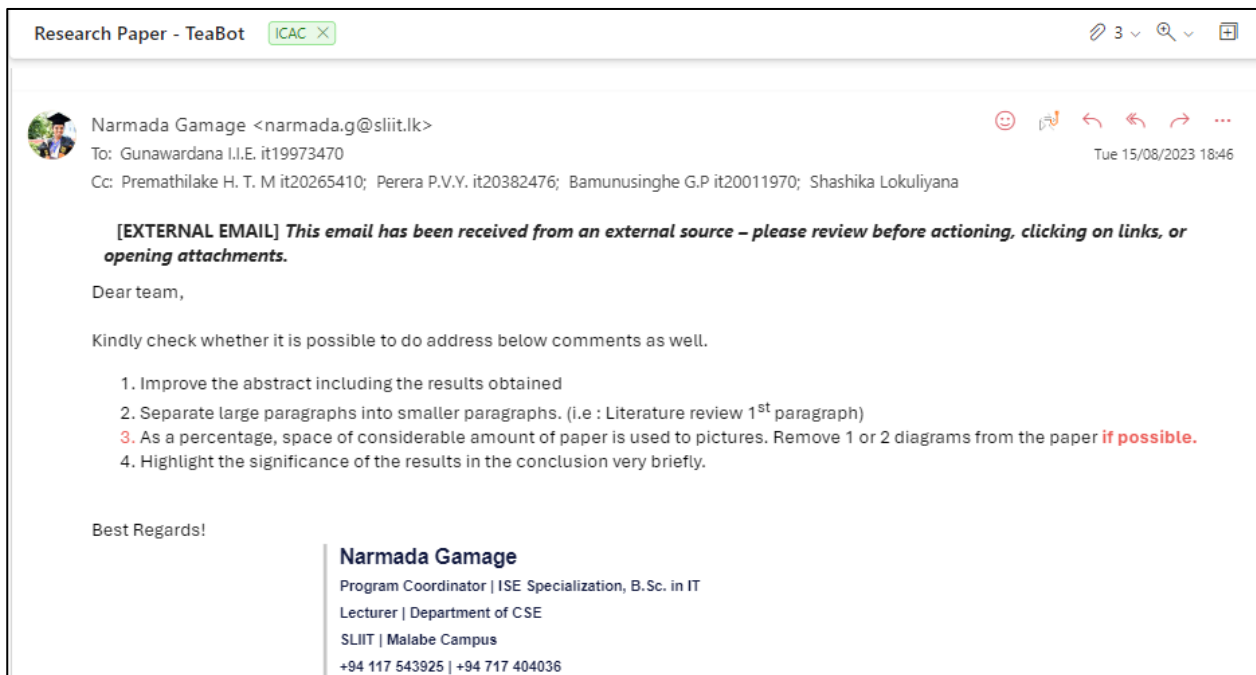 Research Paper - TeaBot ICAC
3
Narmada Gamage <narmada.g@sliit.lk>
To: Gunawardana I.I.E. it19973470
Tue 15/08/2023 18:46
Cc: Premathilake H. T. M it20265410; Perera P.V.Y. it20382476; Bamunusinghe G.P it20011970; Shashika Lokuliyana
[EXTERNAL EMAIL] This email has been received from an external source – please review before actioning, clicking on links, or
opening attachments.
Dear team,
Kindly check whether it is possible to do address below comments as well.
1. Improve the abstract including the results obtained
2. Separate large paragraphs into smaller paragraphs. (i.e : Literature review 1st paragraph)
3. As a percentage, space of considerable amount of paper is used to pictures. Remove 1 or 2 diagrams from the paper if possible.
4. Highlight the significance of the results in the conclusion very briefly.
Best Regards!
Narmada Gamage
Program Coordinator | ISE Specialization, B.Sc. in IT
Lecturer | Department of CSE
SLIIT | Malabe Campus
+94 117 543925 | +94 717 404036